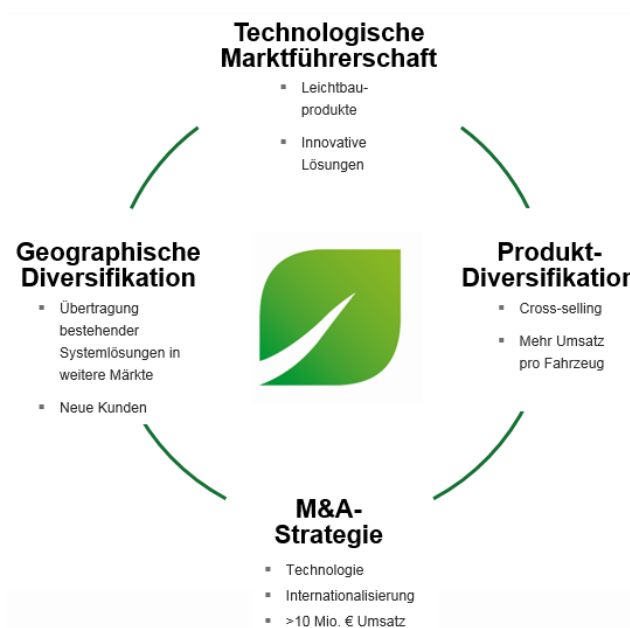 Technologische
Marktführerschaft
▪ Leichtbau-
produkte
▪ Innovative
Lösungen
Geographische
Diversifikation
▪ Übertragung
bestehender
Systemlösungen in
weitere Märkte
▪ Neue Kunden
Produkt-
Diversifikation
▪ Cross-selling
▪ Mehr Umsatz
pro Fahrzeug
M&A-
Strategie
▪ Technologie
▪ Internationalisierung
▪ >10 Mio. € Umsatz